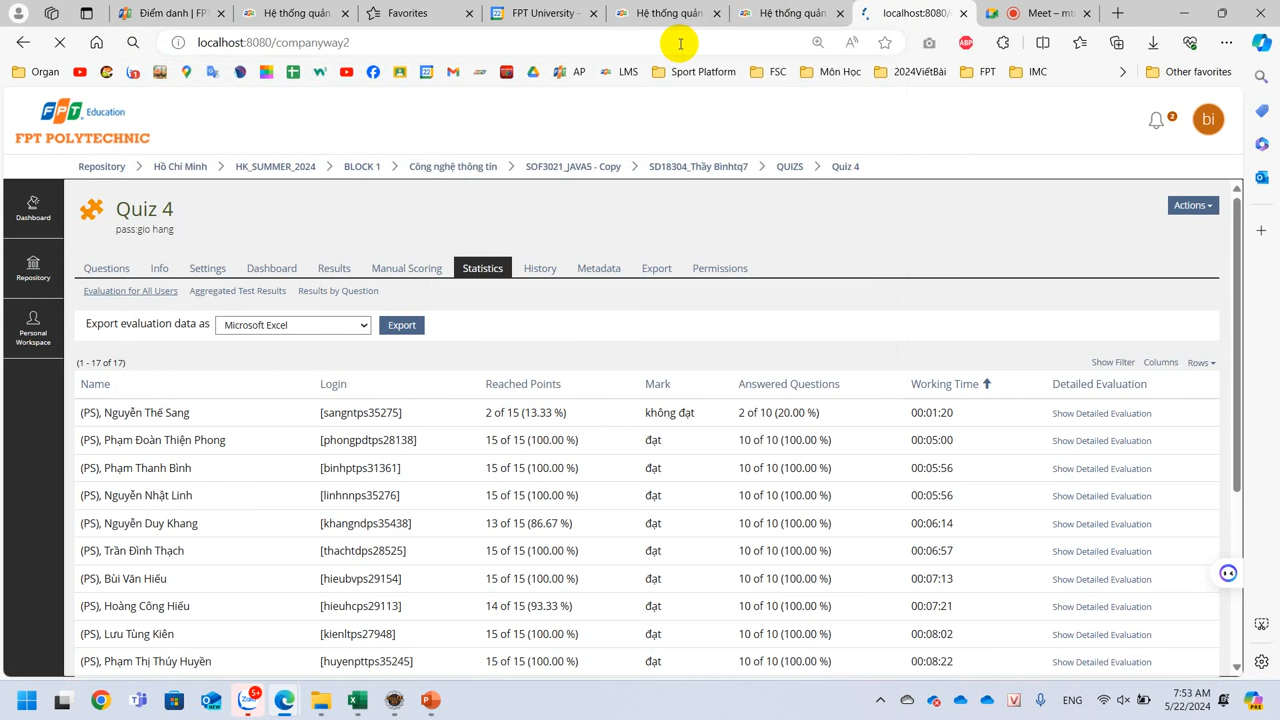 Điểm danh | FPT
Hệ thống quản
Favorites
FPT University -
Hệ thống quản
Hệ thống quản
localhost:8080/
Meet – m
localhost:8080/companyway2
Organ
AP
LMS
Sport Platform
FSC
Môn Học
2024ViếtBài
FPT
IMC
Other favorites
FPT Education
FPT POLYTECHNIC
2
bi
Repository > Hồ Chí Minh > HK_SUMMER_2024 > BLOCK 1 > Công nghệ thông tin > SOF3021_JAVA5 - Copy > SD18304_Thầy Bìnhtq7 > QUIZS > Quiz 4
Dashboard
Repository
Personal
Workspace
Quiz 4
pass:gio hang
Actions
Questions Info Settings Dashboard Results Manual Scoring Statistics History Metadata Export Permissions
Evaluation for All Users Aggregated Test Results Results by Question
Export evaluation data as Microsoft Excel Export
(1 - 17 of 17) Show Filter Columns Rows
Name Login Reached Points Mark Answered Questions Working Time Detailed Evaluation
(PS), Nguyễn Thế Sang [sangntps35275] 2 of 15 (13.33 %) không đạt 2 of 10 (20.00 %) 00:01:20 Show Detailed Evaluation
(PS), Phạm Đoàn Thiện Phong [phongpdtps28138] 15 of 15 (100.00 %) đạt 10 of 10 (100.00 %) 00:05:00 Show Detailed Evaluation
(PS), Phạm Thanh Bình [binhptps31361] 15 of 15 (100.00 %) đạt 10 of 10 (100.00 %) 00:05:56 Show Detailed Evaluation
(PS), Nguyễn Nhật Linh [linhnnps35276] 15 of 15 (100.00 %) đạt 10 of 10 (100.00 %) 00:05:56 Show Detailed Evaluation
(PS), Nguyễn Duy Khang [khangndps35438] 13 of 15 (86.67 %) đạt 10 of 10 (100.00 %) 00:06:14 Show Detailed Evaluation
(PS), Trần Đình Thạch [thachtdps28525] 15 of 15 (100.00 %) đạt 10 of 10 (100.00 %) 00:06:57 Show Detailed Evaluation
(PS), Bùi Văn Hiếu [hieubvps29154] 15 of 15 (100.00 %) đạt 10 of 10 (100.00 %) 00:07:13 Show Detailed Evaluation
(PS), Hoàng Công Hiếu [hieuhcps29113] 14 of 15 (93.33 %) đạt 10 of 10 (100.00 %) 00:07:21 Show Detailed Evaluation
(PS), Lưu Tùng Kiên [kienltps27948] 15 of 15 (100.00 %) đạt 10 of 10 (100.00 %) 00:08:02 Show Detailed Evaluation
(PS), Phạm Thị Thúy Huyền [huyenpttps35245] 15 of 15 (100.00 %) đạt 10 of 10 (100.00 %) 00:08:22 Show Detailed Evaluation
5+
ENG
7:53 AM
5/22/2024